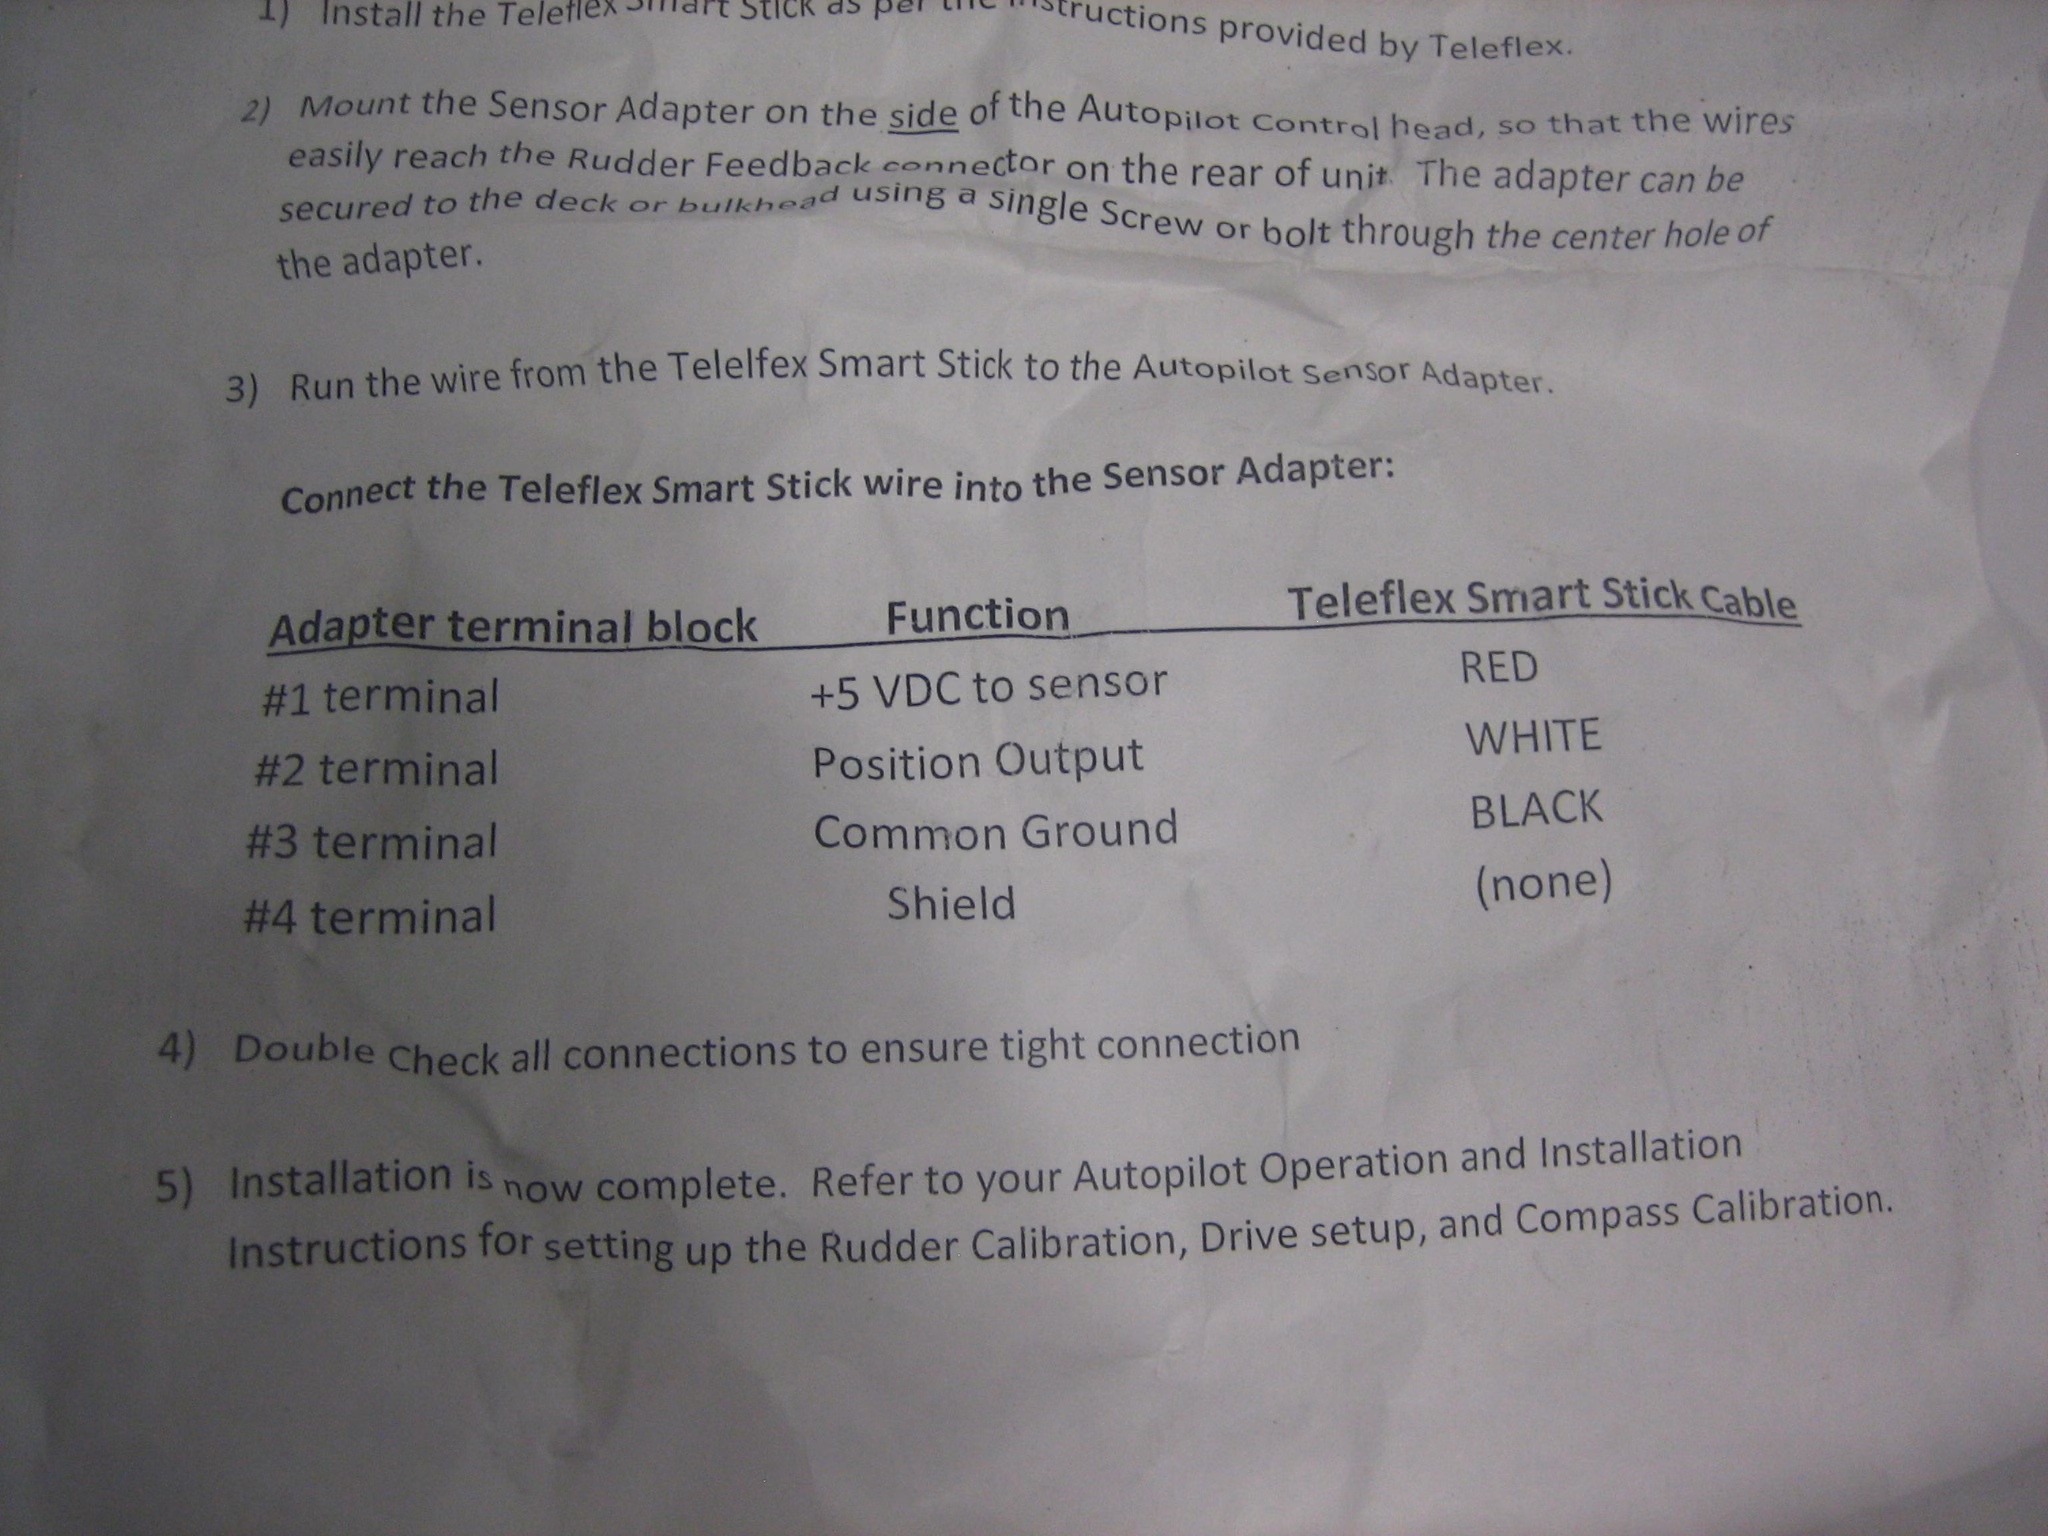 1) Install the Teleflex Smart Stick as per the instructions provided by Teleflex.
2) Mount the Sensor Adapter on the side of the Autopilot Control head, so that the wires
easily reach the Rudder Feedback connector on the rear of unit. The adapter can be
secured to the deck or bulkhead using a single Screw or bolt through the center hole of
the adapter.
3) Run the wire from the Telelfex Smart Stick to the Autopilot Sensor Adapter.
Connect the Teleflex Smart Stick wire into the Sensor Adapter:
Adapter terminal block Function Teleflex Smart Stick Cable
#1 terminal +5 VDC to sensor RED
#2 terminal Position Output WHITE
#3 terminal Common Ground BLACK
#4 terminal Shield (none)
4) Double Check all connections to ensure tight connection
5) Installation is now complete. Refer to your Autopilot Operation and Installation
Instructions for setting up the Rudder Calibration, Drive setup, and Compass Calibration.